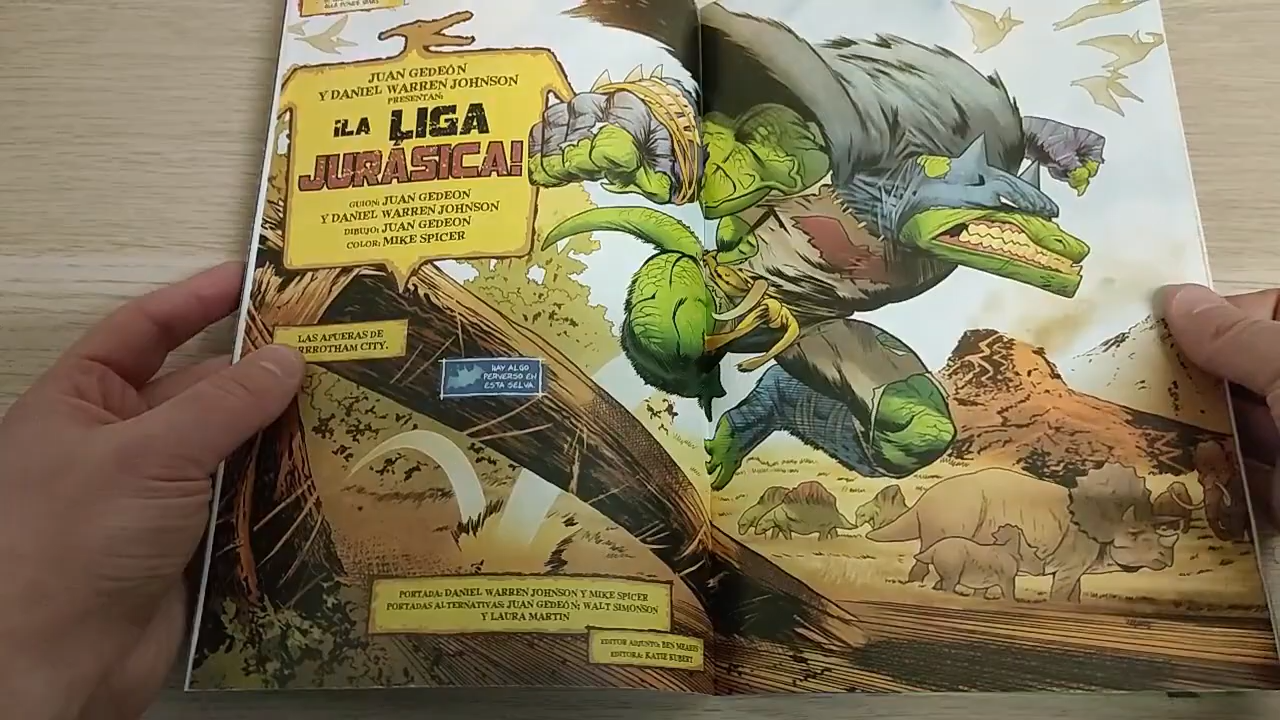 JUAN GEDEÓN
Y DANIEL WARREN JOHNSON
PRESENTAN:
¡LA LIGA
JURÁSICA!
GUION: JUAN GEDEON
Y DANIEL WARREN JOHNSON
DIBUJO: JUAN GEDEON
COLOR: MIKE SPICER
LAS AFUERAS DE
RRROTHAM CITY.
HAY ALGO
PERVERSO EN
ESTA SELVA.
PORTADA: DANIEL WARREN JOHNSON Y MIKE SPICER
PORTADAS ALTERNATIVAS: JUAN GEDEÓN; WALT SIMONSON
Y LAURA MARTIN
EDITOR ADJUNTO: BEN MEARES
EDITORA: KATIE KUBERT